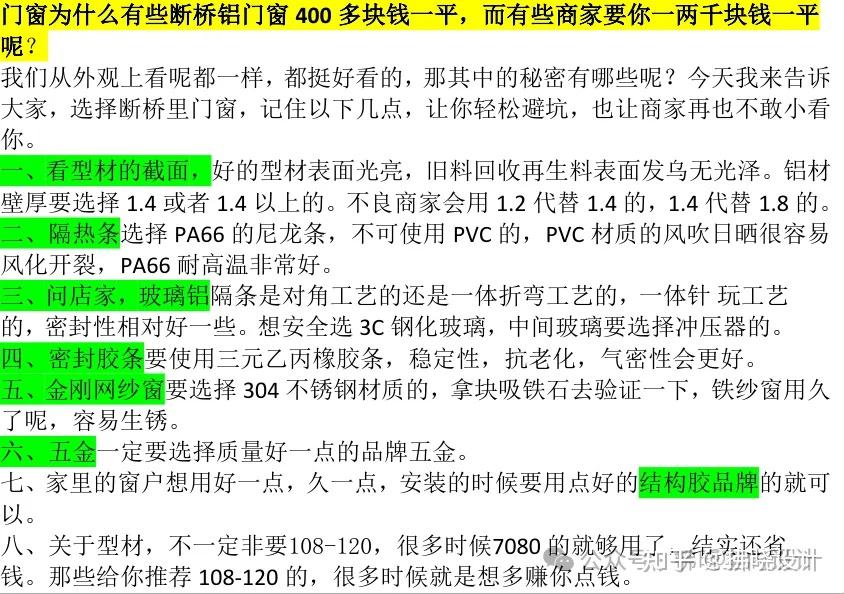 门窗为什么有些断桥铝门窗 400 多块钱一平，而有些商家要你一两千块钱一平
呢？
我们从外观上看呢都一样，都挺好看的，那其中的秘密有哪些呢？今天我来告诉
大家，选择断桥里门窗，记住以下几点，让你轻松避坑，也让商家再也不敢小看
你。
一、看型材的截面，好的型材表面光亮，旧料回收再生料表面发乌无光泽。铝材
壁厚要选择 1.4 或者 1.4 以上的。不良商家会用 1.2 代替 1.4 的，1.4 代替 1.8 的。
二、隔热条选择 PA66 的尼龙条，不可使用 PVC 的，PVC 材质的风吹日晒很容易
风化开裂，PA66 耐高温非常好。
三、问店家，玻璃铝隔条是对角工艺的还是一体折弯工艺的，一体针 玩工艺
的，密封性相对好一些。想安全选 3C 钢化玻璃，中间玻璃要选择冲压器的。
四、密封胶条要使用三元乙丙橡胶条，稳定性，抗老化，气密性会更好。
五、金刚网纱窗要选择 304 不锈钢材质的，拿块吸铁石去验证一下，铁纱窗用久
了呢，容易生锈。
六、五金一定要选择质量好一点的品牌五金。
七、家里的窗户想用好一点，久一点，安装的时候要用点好的结构胶品牌的就可
以。
八、关于型材，不一定非要108-120，很多时候7080 的就够用了，结实还省
钱。那些给你推荐 108-120 的，很多时候就是想多赚你点钱。
公众号 知乎